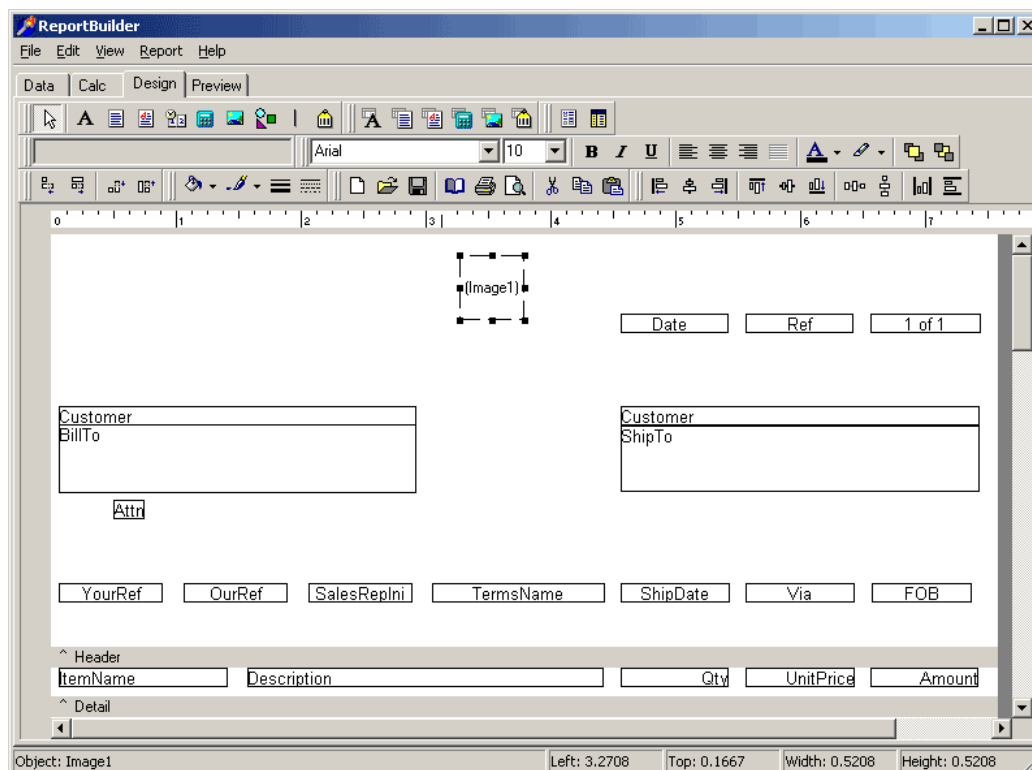 ReportBuilder
File Edit View Report Help
Data Calc Design Preview
A A
Arial 10 B I U A
0 1 2 3 4 5 6 7
(Image1)
Date Ref 1 of 1
Customer Customer
BillTo ShipTo
Attn
YourRef OurRef SalesRepIni TermsName ShipDate Via FOB
^ Header
ItemName Description Qty UnitPrice Amount
^ Detail
Object: Image1 Left: 3.2708 Top: 0.1667 Width: 0.5208 Height: 0.5208